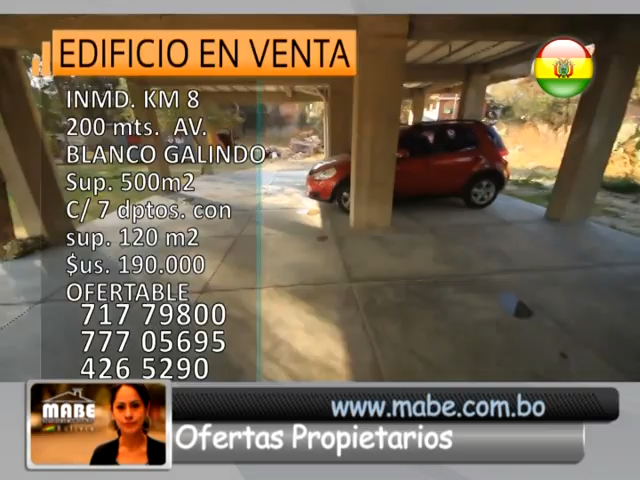 EDIFICIO EN VENTA
INMD. KM 8
200 mts. AV.
BLANCO GALINDO
Sup. 500m2
C/ 7 dptos. con
sup. 120 m2
$us. 190.000
OFERTABLE
717 79800
777 05695
426 5290
MABE
www.mabe.com.bo
Ofertas Propietarios